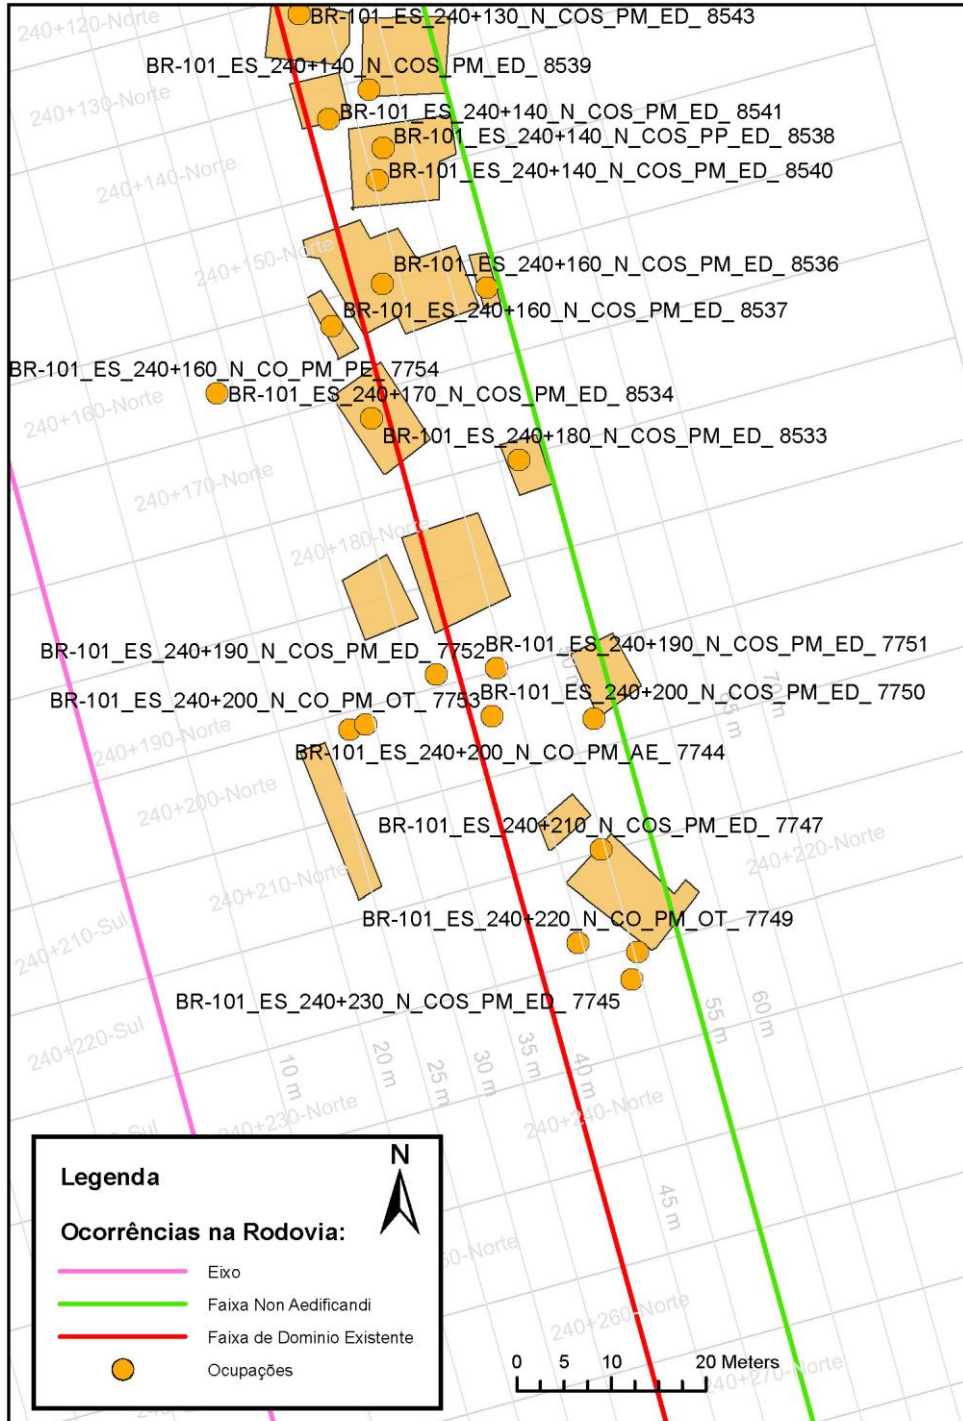 240+120-Norte
BR-101_ES_240+130_N_COS_PM_ED_ 8543
BR-101_ES_240+140_N_COS_PM_ED_ 8539
240+130-Norte
BR-101_ES_240+140_N_COS_PM_ED_ 8541
BR-101_ES_240+140_N_COS_PP_ED_ 8538
240+140-Norte
BR-101_ES_240+140_N_COS_PM_ED_ 8540
240+150-Norte
BR-101_ES_240+160_N_COS_PM_ED_ 8536
BR-101_ES_240+160_N_COS_PM_ED_ 8537
BR-101_ES_240+160_N_CO_PM_PE_ 7754
BR-101_ES_240+170_N_COS_PM_ED_ 8534
240+160-Norte
BR-101_ES_240+180_N_COS_PM_ED_ 8533
240+170-Norte
240+180-Norte
BR-101_ES_240+190_N_COS_PM_ED_ 7752
BR-101_ES_240+190_N_COS_PM_ED_ 7751
70 m
BR-101_ES_240+200_N_CO_PM_OT_ 7753
BR-101_ES_240+200_N_COS_PM_ED_ 7750
240+190-Norte
BR-101_ES_240+200_N_CO_PM_AE_ 7744
240+200-Norte
BR-101_ES_240+210_N_COS_PM_ED_ 7747
240+220-Norte
240+210-Norte
BR-101_ES_240+220_N_CO_PM_OT_ 7749
240+210-Sul
BR-101_ES_240+230_N_COS_PM_ED_ 7745
240+220-Sul
10 m
20 m
25 m
30 m
35 m
40 m
55 m
60 m
240+230-Norte
240+240-Norte
45 m
N
Legenda
Ocorrências na Rodovia:
Eixo
Faixa Non Aedificandi
Faixa de Dominio Existente
Ocupações
240+260-Norte
0 5 10 20 Meters
240+270-Norte